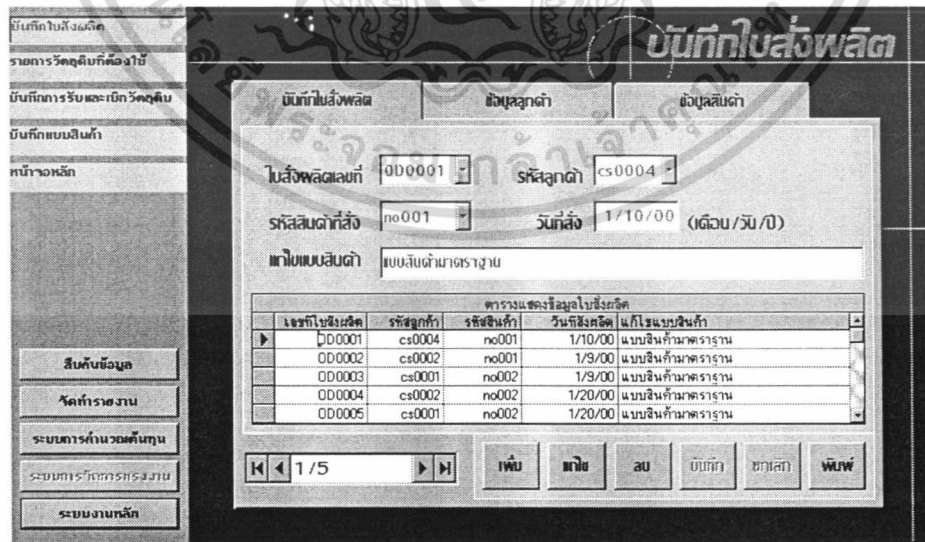 บันทึกใบสั่งผลิต
รายการวัตถุดิบที่ต้องใช้
บันทึกการรับและเบิกวัตถุดิบ
บันทึกแบบสินค้า
หน้าจอหลัก
สืบค้นข้อมูล
จัดทำรายงาน
ระบบการคำนวณต้นทุน
ระบบการจัดการแรงงาน
ระบบงานหลัก
บันทึกใบสั่งผลิต
บันทึกใบสั่งผลิต ข้อมูลลูกค้า ข้อมูลสินค้า
ใบสั่งผลิตเลขที่ OD0001 รหัสลูกค้า cs0004
รหัสสินค้าที่สั่ง no001 วันที่สั่ง 1/10/00 (เดือน/วัน/ปี)
แก้ไขแบบสินค้า แบบสินค้ามาตราฐาน
ตารางแสดงข้อมูลใบสั่งผลิต
เลขที่ใบสั่งผลิต รหัสลูกค้า รหัสสินค้า วันที่สั่งผลิต แก้ไขแบบสินค้า
OD0001 cs0004 no001 1/10/00 แบบสินค้ามาตราฐาน
OD0002 cs0002 no001 1/9/00 แบบสินค้ามาตราฐาน
OD0003 cs0001 no002 1/9/00 แบบสินค้ามาตราฐาน
OD0004 cs0002 no002 1/20/00 แบบสินค้ามาตราฐาน
OD0005 cs0001 no002 1/20/00 แบบสินค้ามาตราฐาน
1/5 เพิ่ม แก้ไข ลบ บันทึก ยกเลิก พิมพ์